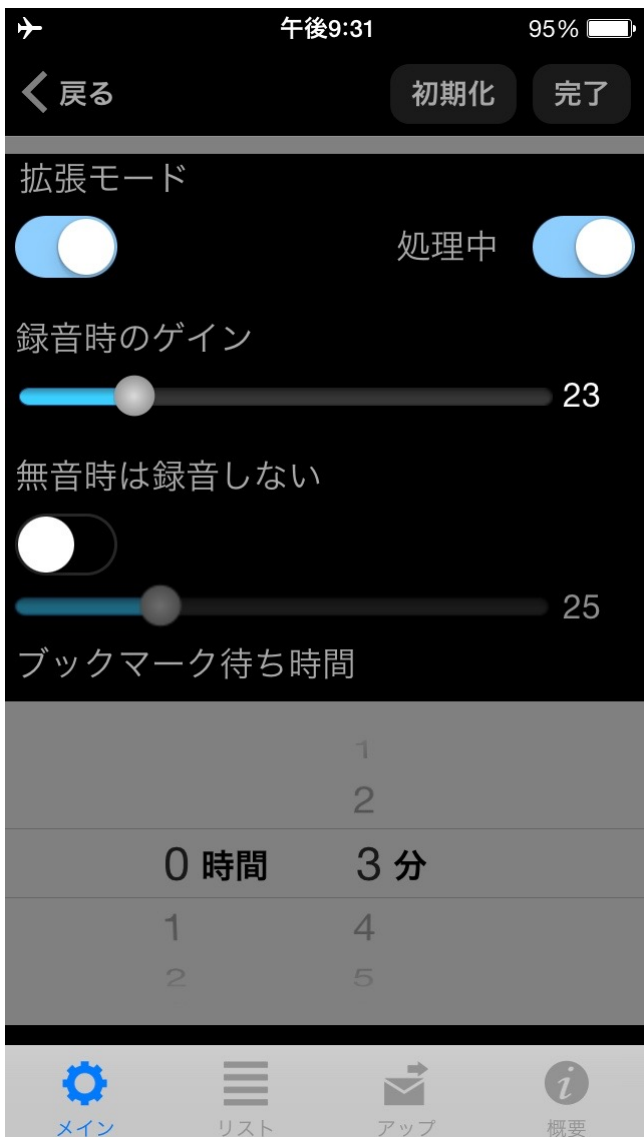 午後9:31 95%
戻る 初期化 完了
拡張モード
処理中
録音時のゲイン
23
無音時は録音しない
25
ブックマーク待ち時間
1
2
0 時間 3 分
1 4
2 5
メイン リスト アップ 概要